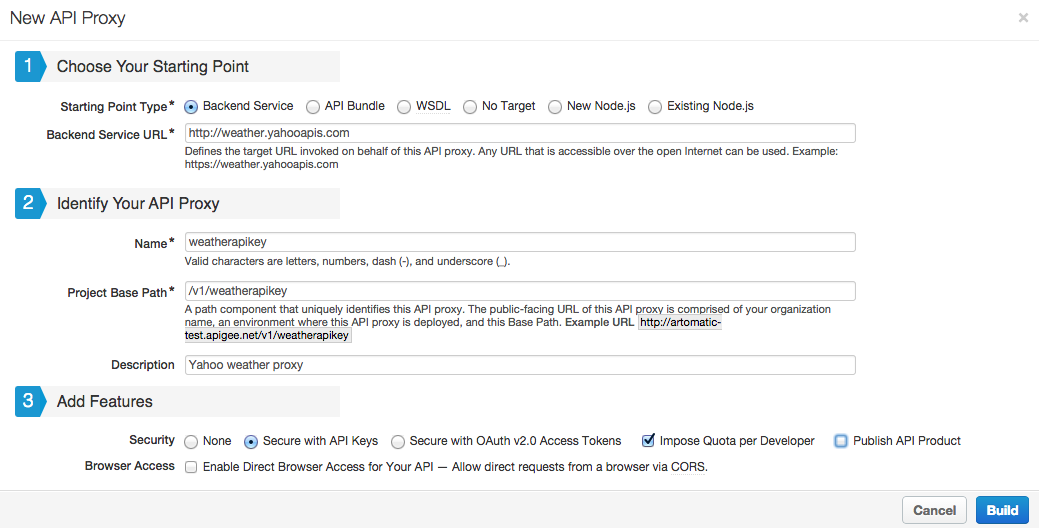 New API Proxy ×
1 Choose Your Starting Point
Starting Point Type* Backend Service API Bundle WSDL No Target New Node.js Existing Node.js
Backend Service URL* http://weather.yahooapis.com
Defines the target URL invoked on behalf of this API proxy. Any URL that is accessible over the open Internet can be used. Example:
https://weather.yahooapis.com
2 Identify Your API Proxy
Name* weatherapikey
Valid characters are letters, numbers, dash (-), and underscore (_).
Project Base Path* /v1/weatherapikey
A path component that uniquely identifies this API proxy. The public-facing URL of this API proxy is comprised of your organization
name, an environment where this API proxy is deployed, and this Base Path. Example URL http://artomatic-
test.apigee.net/v1/weatherapikey
Description Yahoo weather proxy
3 Add Features
Security None Secure with API Keys Secure with OAuth v2.0 Access Tokens Impose Quota per Developer Publish API Product
Browser Access Enable Direct Browser Access for Your API — Allow direct requests from a browser via CORS.
Cancel Build